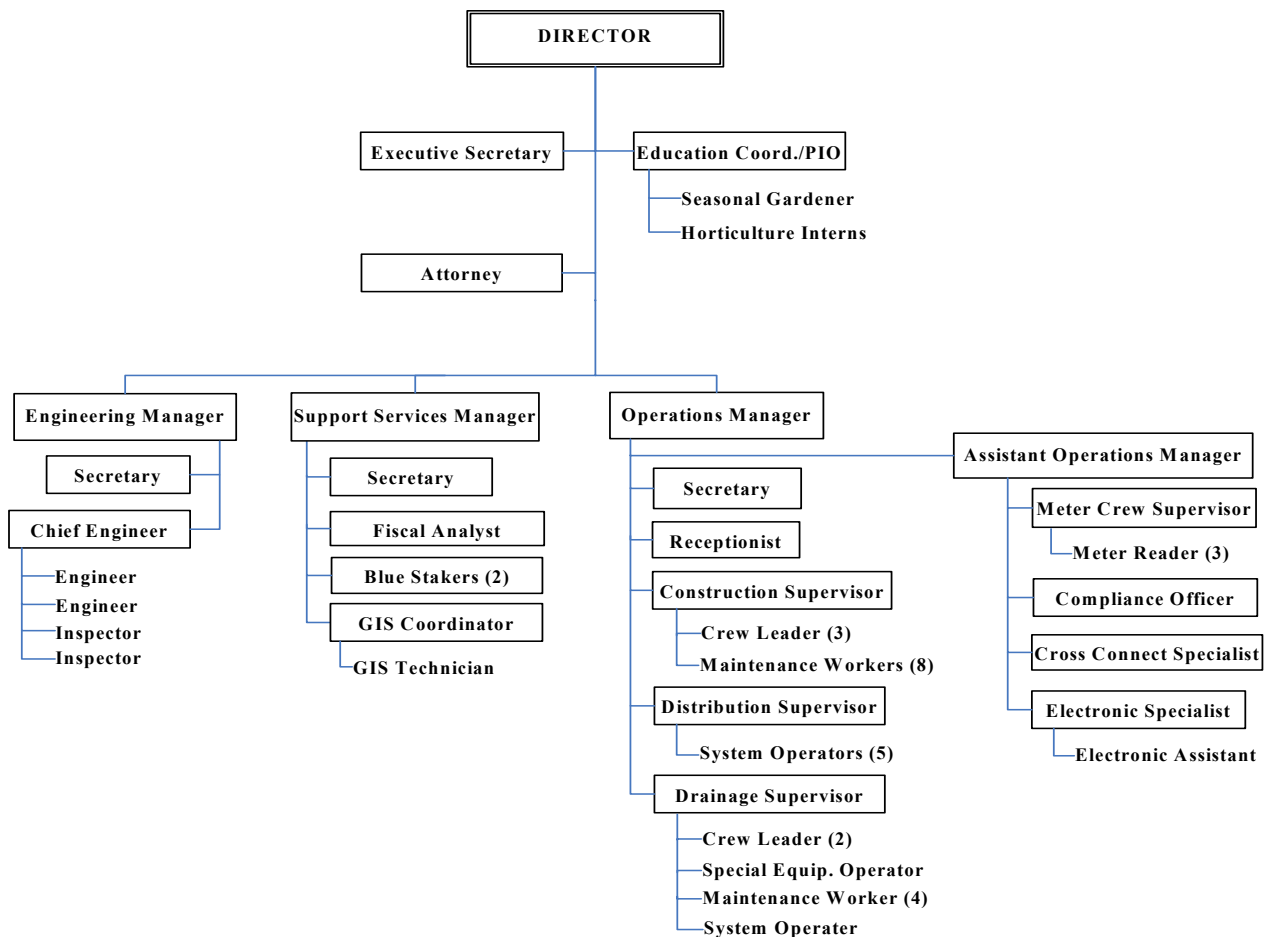 DIRECTOR
Executive Secretary
Education Coord./PIO
Seasonal Gardener
Horticulture Interns
Attorney
Engineering Manager
Secretary
Chief Engineer
Engineer
Engineer
Inspector
Inspector
Support Services Manager
Secretary
Fiscal Analyst
Blue Stakers (2)
GIS Coordinator
GIS Technician
Operations Manager
Secretary
Receptionist
Construction Supervisor
Crew Leader (3)
Maintenance Workers (8)
Distribution Supervisor
System Operators (5)
Drainage Supervisor
Crew Leader (2)
Special Equip. Operator
Maintenance Worker (4)
System Operater
Assistant Operations Manager
Meter Crew Supervisor
Meter Reader (3)
Compliance Officer
Cross Connect Specialist
Electronic Specialist
Electronic Assistant